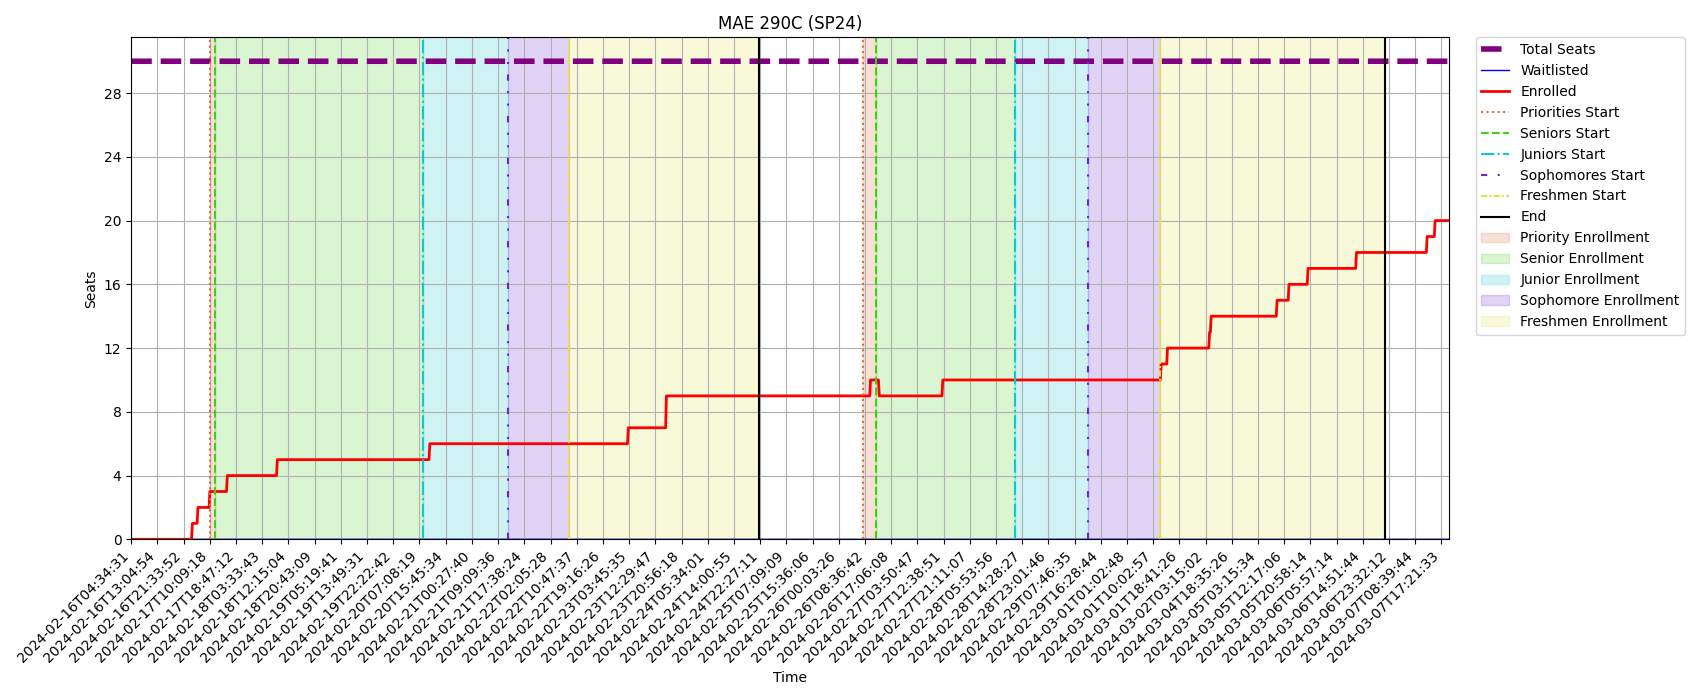 MAE 290C (SP24)
Total Seats
Waitlisted
Enrolled
Priorities Start
Seniors Start
Juniors Start
Sophomores Start
Freshmen Start
End
Priority Enrollment
Senior Enrollment
Junior Enrollment
Sophomore Enrollment
Freshmen Enrollment
Seats
28
24
20
16
12
8
4
0
2024-02-16T04:34:31
2024-02-16T13:04:54
2024-02-16T21:33:52
2024-02-17T10:09:18
2024-02-17T18:47:12
2024-02-18T03:33:43
2024-02-18T12:15:04
2024-02-18T20:43:09
2024-02-19T05:19:41
2024-02-19T13:49:31
2024-02-19T22:22:42
2024-02-20T07:08:19
2024-02-20T15:45:34
2024-02-21T00:27:40
2024-02-21T09:09:36
2024-02-21T17:38:24
2024-02-22T02:05:28
2024-02-22T10:47:37
2024-02-22T19:16:26
2024-02-23T03:45:35
2024-02-23T12:29:47
2024-02-23T20:56:18
2024-02-24T05:34:01
2024-02-24T14:00:55
2024-02-24T22:27:11
2024-02-25T07:09:09
2024-02-25T15:36:06
2024-02-26T00:03:26
2024-02-26T08:36:42
2024-02-26T17:06:08
2024-02-27T03:50:47
2024-02-27T12:38:51
2024-02-27T21:11:07
2024-02-28T05:53:56
2024-02-28T14:28:27
2024-02-28T23:01:46
2024-02-29T07:46:35
2024-02-29T16:28:44
2024-03-01T01:02:48
2024-03-01T10:02:57
2024-03-01T18:41:26
2024-03-02T03:15:02
2024-03-04T18:35:26
2024-03-05T03:15:34
2024-03-05T12:17:06
2024-03-05T20:58:14
2024-03-06T05:57:14
2024-03-06T14:51:44
2024-03-06T23:32:12
2024-03-07T08:39:44
2024-03-07T17:21:33
Time